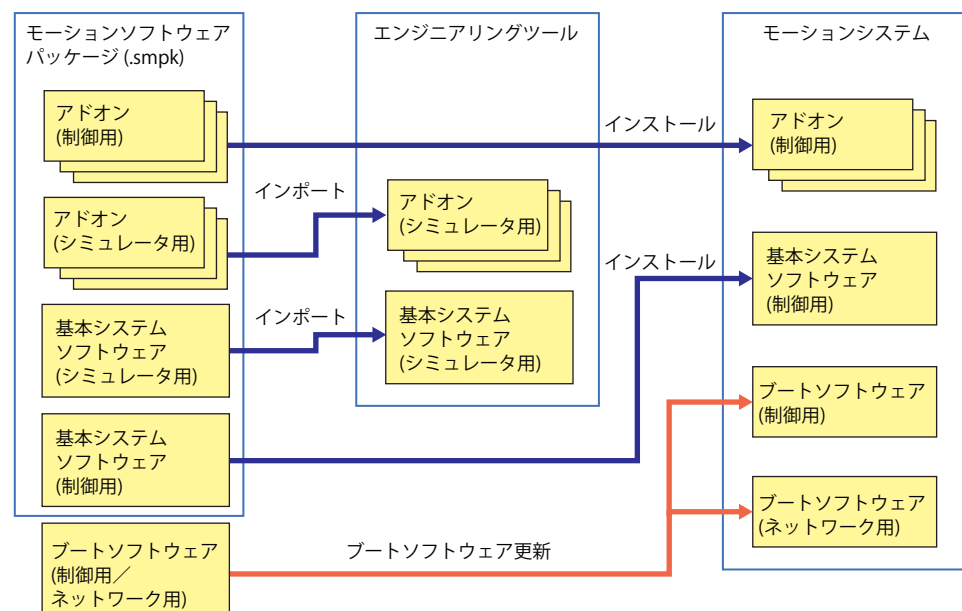 モーションソフトウェア
パッケージ (.smpk)
アドオン
(制御用)
アドオン
(シミュレータ用)
基本システム
ソフトウェア
(シミュレータ用)
基本システム
ソフトウェア
(制御用)
ブートソフトウェア
(制御用／
ネットワーク用)
インポート
インポート
エンジニアリングツール
アドオン
(シミュレータ用)
基本システム
ソフトウェア
(シミュレータ用)
インストール
インストール
ブートソフトウェア更新
モーションシステム
アドオン
(制御用)
基本システム
ソフトウェア
(制御用)
ブートソフトウェア
(制御用)
ブートソフトウェア
(ネットワーク用)